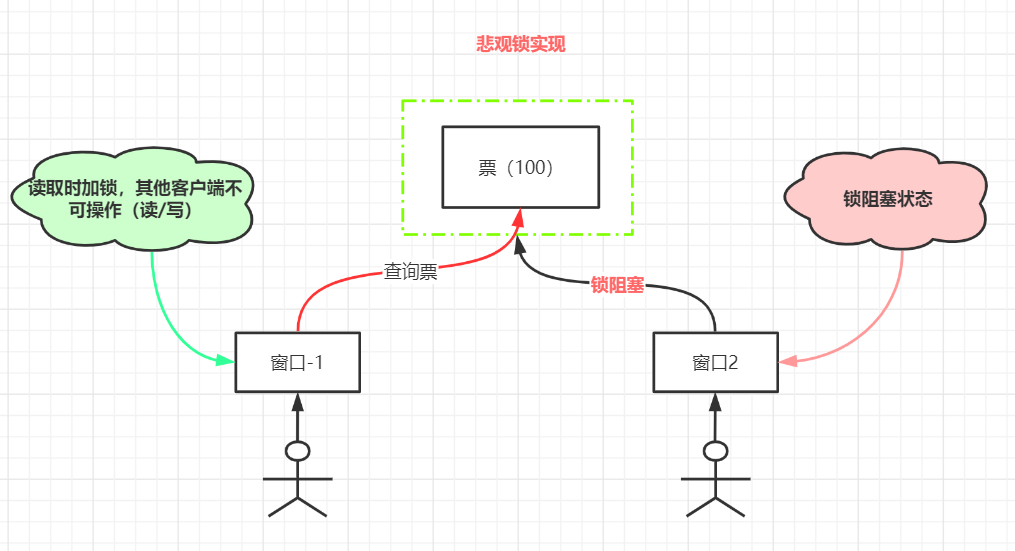 悲观锁实现
票（100）
读取时加锁，其他客户端不
可操作（读/写）
锁阻塞状态
查询票
锁阻塞
窗口-1
窗口2